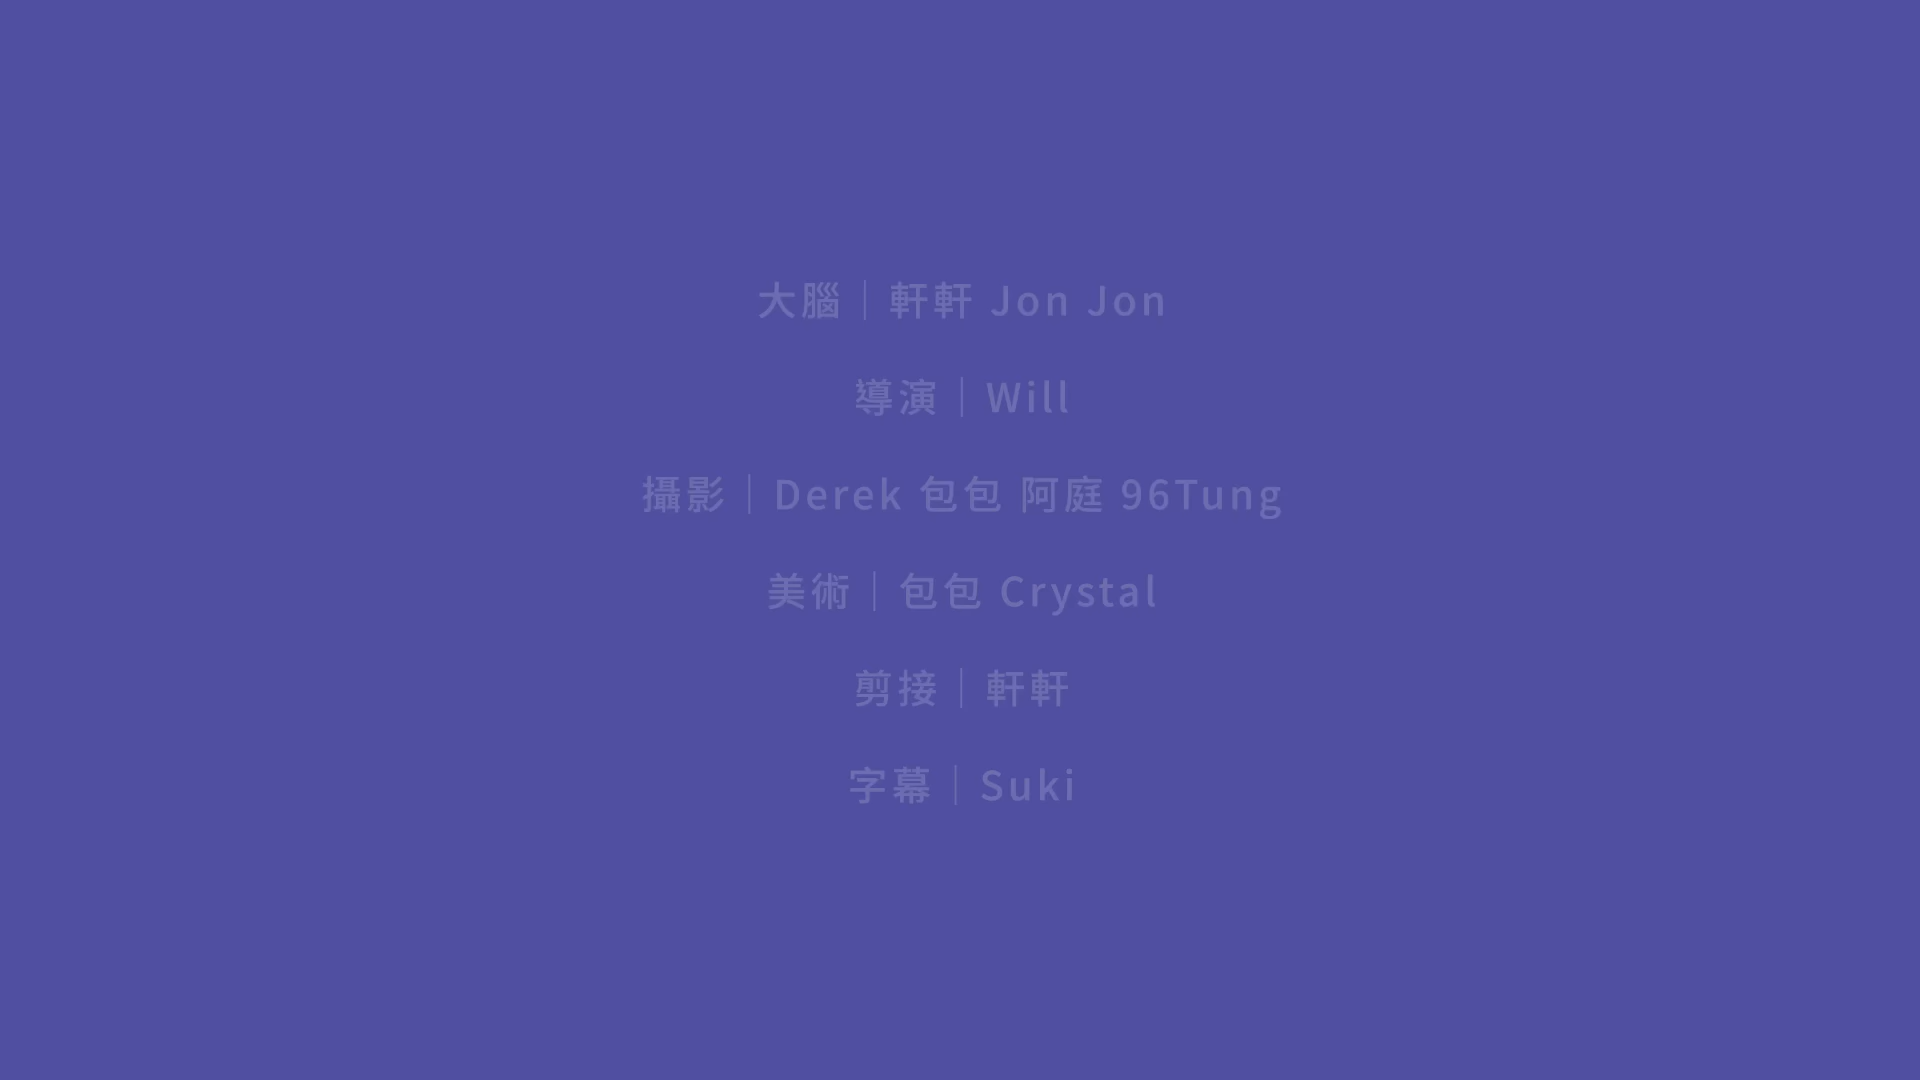 大腦｜軒軒 Jon Jon
導演｜Will
攝影｜Derek 包包 阿庭 96Tung
美術｜包包 Crystal
剪接｜軒軒
字幕｜Suki